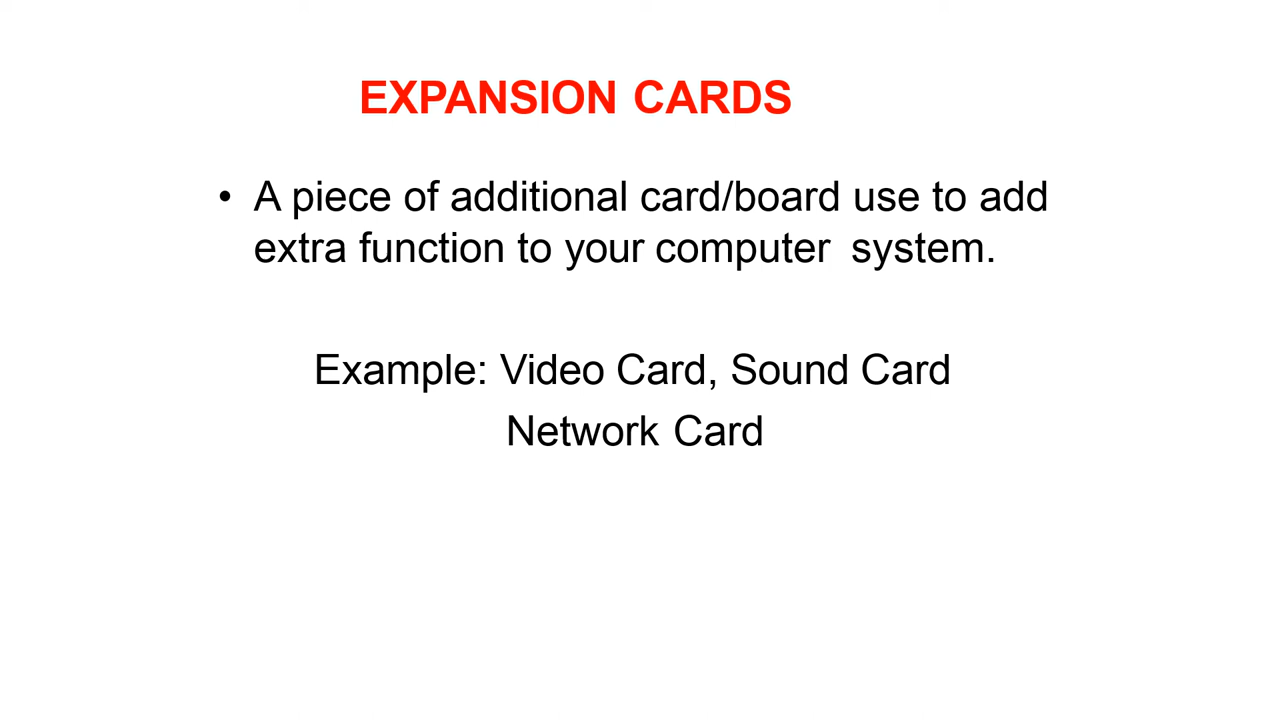 EXPANSION CARDS
• A piece of additional card/board use to add
extra function to your computer system.
Example: Video Card, Sound Card
Network Card